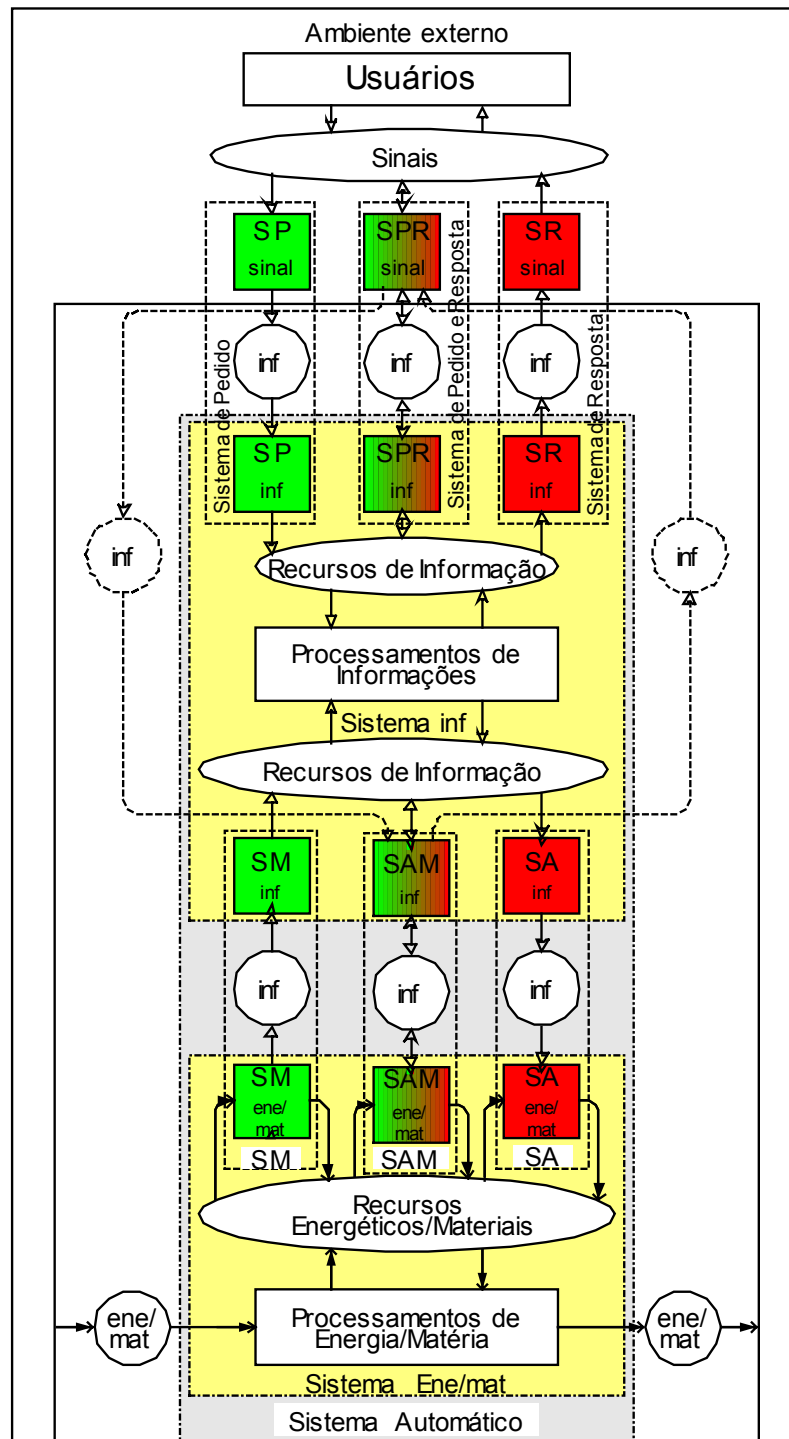 Ambiente externo
Usuários
Sinais
SP
sinal
SPR
sinal
SR
sinal
inf
inf
inf
Sistema de Pedido
Sistema de Pedido e Resposta
Sistema de Resposta
SP
inf
SPR
inf
SR
inf
inf
inf
Recursos de Informação
Processamentos de
Informações
Sistema inf
Recursos de Informação
SM
inf
SAM
inf
SA
inf
inf
inf
inf
SM
ene/
mat
SAM
ene/
mat
SA
ene/
mat
SM
SAM
SA
Recursos
Energéticos/Materiais
ene/
mat
Processamentos de
Energia/Matéria
ene/
mat
Sistema Ene/mat
Sistema Automático